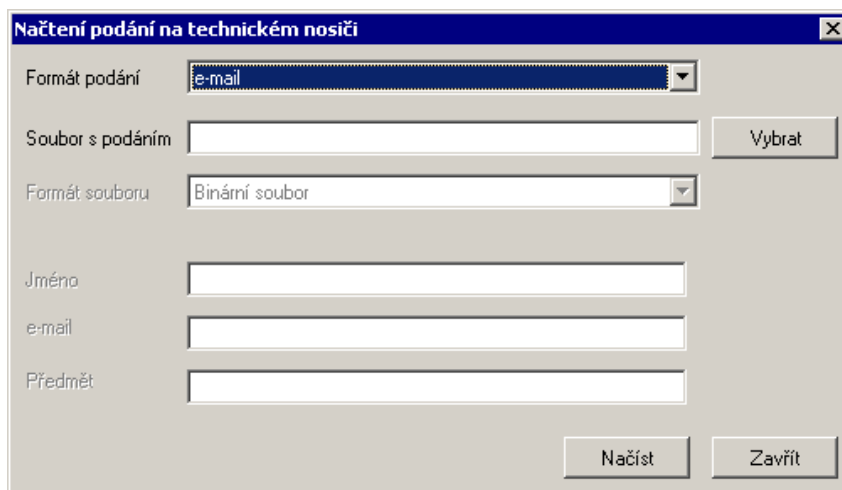 Načtení podání na technickém nosiči
Formát podání e-mail
Soubor s podáním Vybrat
Formát souboru Binární soubor
Jméno
e-mail
Předmět
Načíst Zavřít